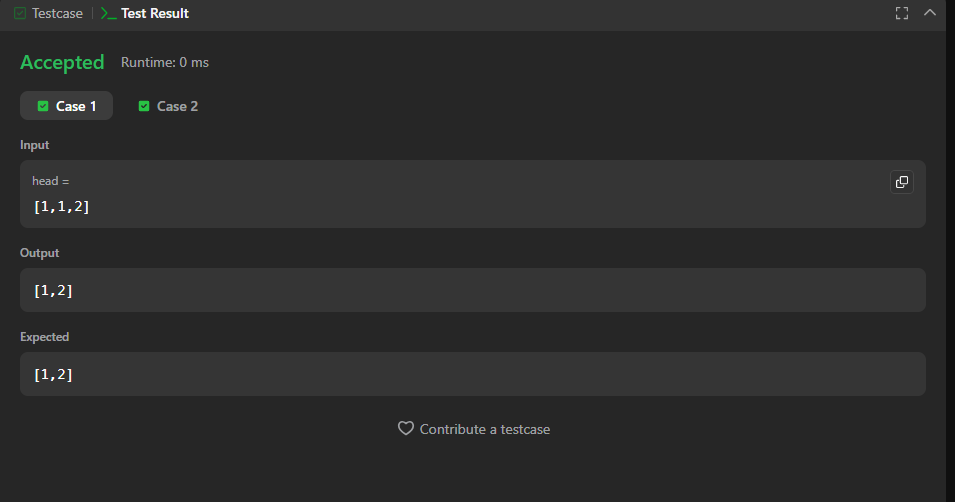 Testcase | >_ Test Result
Accepted Runtime: 0 ms
Case 1 Case 2
Input
head =
[1,1,2]
Output
[1,2]
Expected
[1,2]
Contribute a testcase